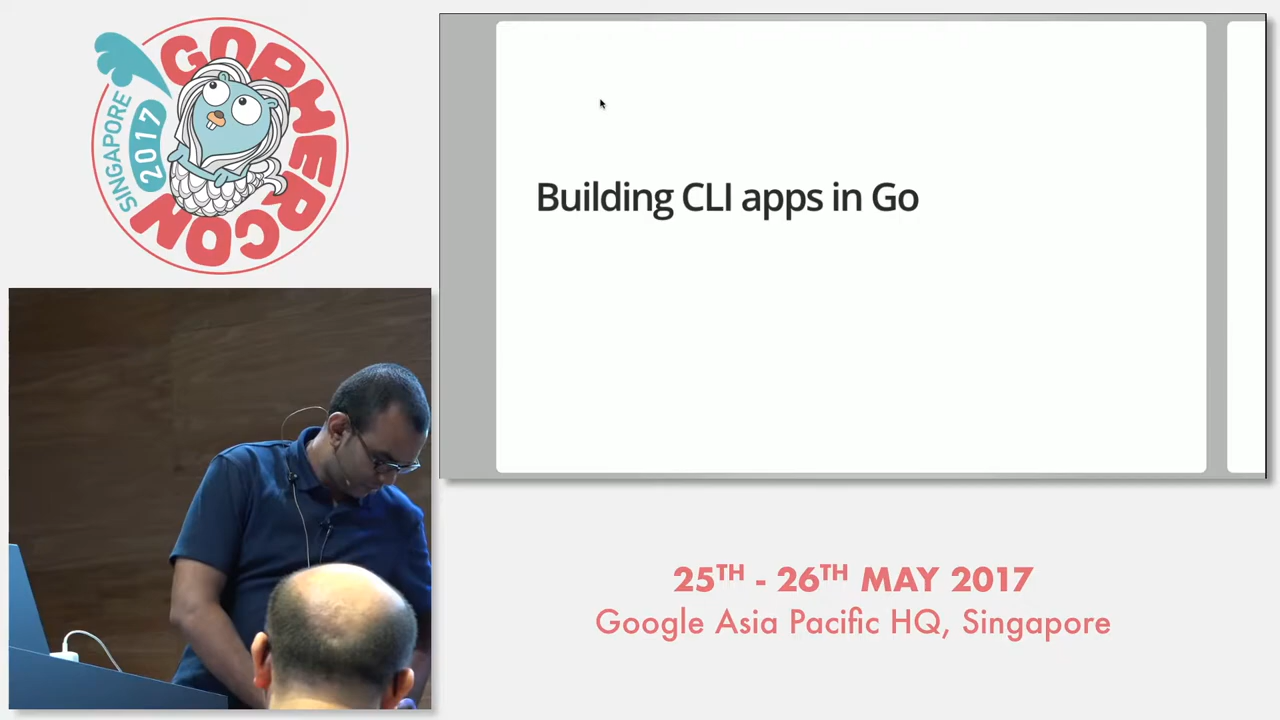 GOPHERCON
SINGAPORE
2017
Building CLI apps in Go
25TH - 26TH MAY 2017
Google Asia Pacific HQ, Singapore